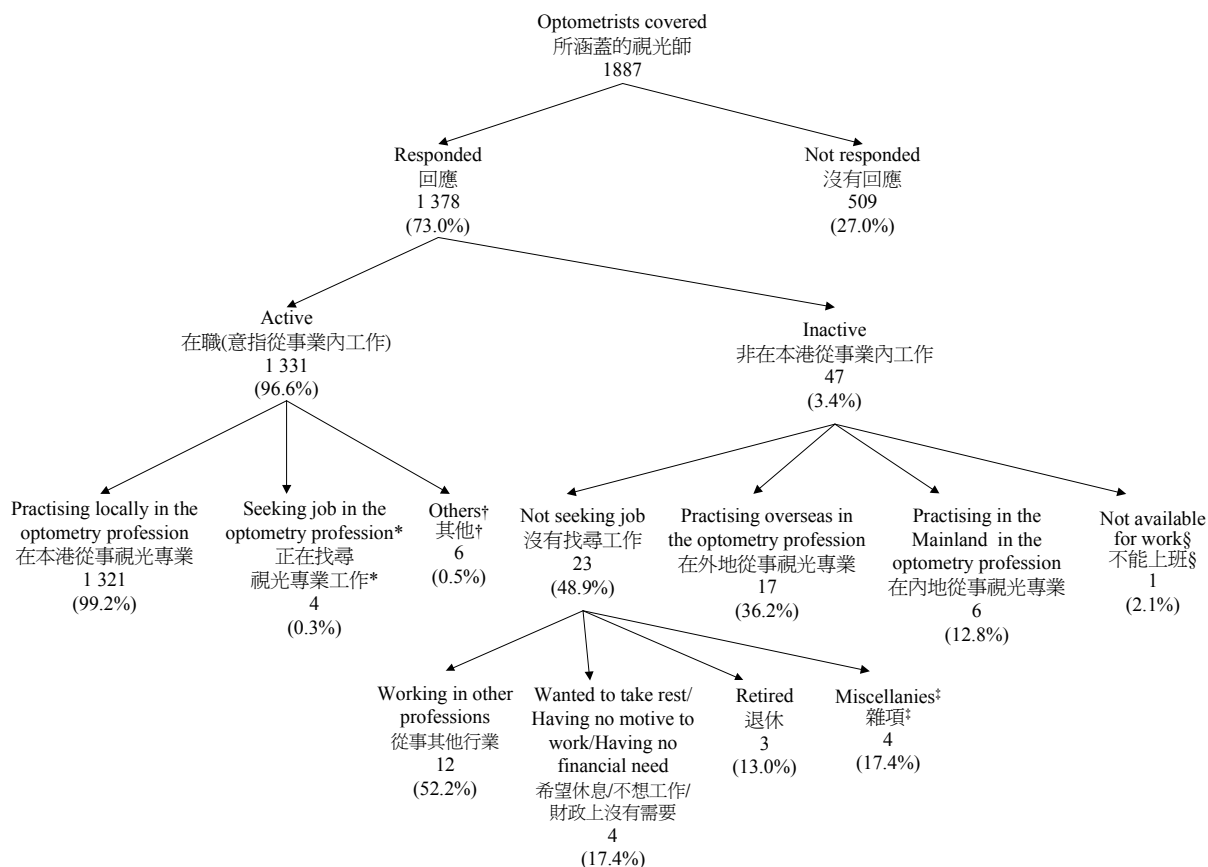 Optometrists covered
所涵蓋的視光師
1887
Responded
回應
1 378
(73.0%)
Not responded
沒有回應
509
(27.0%)
Active
在職(意指從事業內工作)
1 331
(96.6%)
Inactive
非在本港從事業內工作
47
(3.4%)
Practising locally in the
optometry profession
在本港從事視光專業
1 321
(99.2%)
Seeking job in the
optometry profession*
正在找尋
視光專業工作*
4
(0.3%)
Others†
其他†
6
(0.5%)
Not seeking job
沒有找尋工作
23
(48.9%)
Practising overseas in
the optometry profession
在外地從事視光專業
17
(36.2%)
Practising in the
Mainland in the
optometry profession
在內地從事視光專業
6
(12.8%)
Not available
for work§
不能上班§
1
(2.1%)
Working in other
professions
從事其他行業
12
(52.2%)
Wanted to take rest/
Having no motive to
work/Having no
financial need
希望休息/不想工作/
財政上沒有需要
4
(17.4%)
Retired
退休
3
(13.0%)
Miscellanies‡
雜項‡
4
(17.4%)